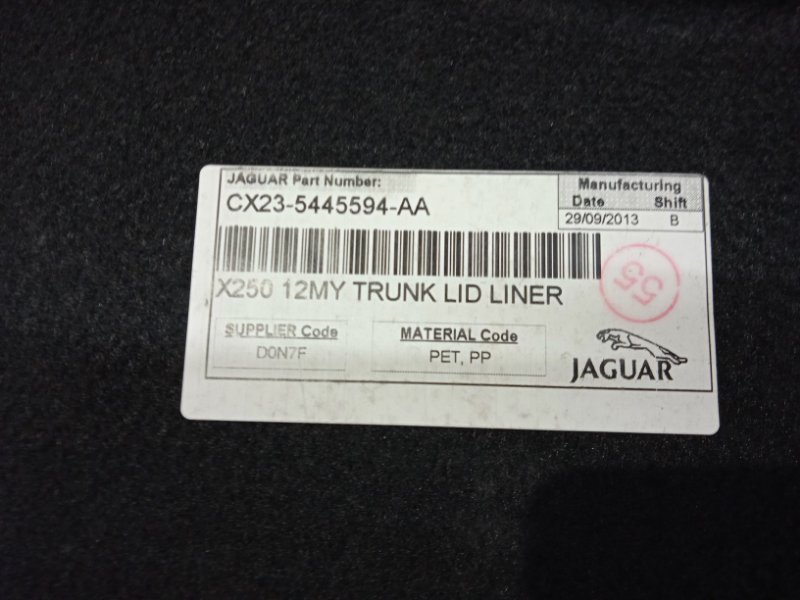 JAGUAR Part Number:
CX23-5445594-AA
Manufacturing
Date Shift
29/09/2013 B
55
X250 12MY TRUNK LID LINER
SUPPLIER Code
D0N7F
MATERIAL Code
PET, PP
JAGUAR